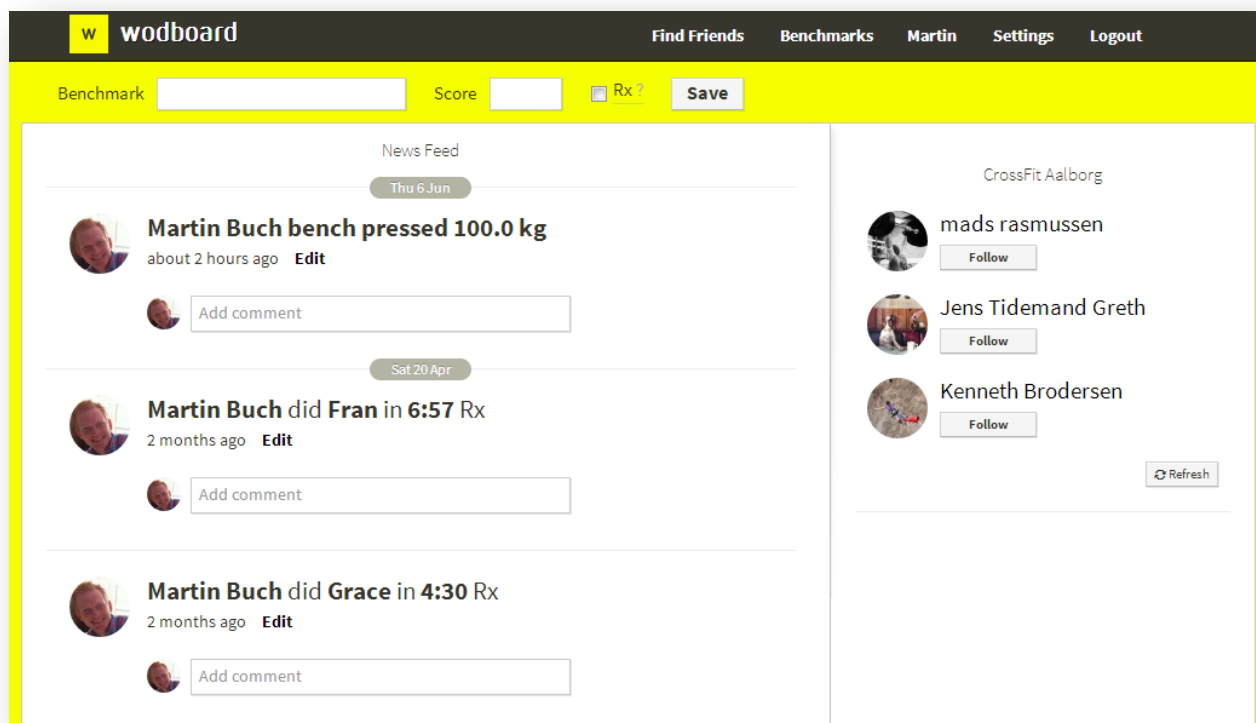 w wodboard Find Friends Benchmarks Martin Settings Logout
Benchmark Score Rx ? Save
News Feed
Thu 6 Jun
Martin Buch bench pressed 100.0 kg
about 2 hours ago Edit
Add comment
Sat 20 Apr
Martin Buch did Fran in 6:57 Rx
2 months ago Edit
Add comment
Martin Buch did Grace in 4:30 Rx
2 months ago Edit
Add comment
CrossFit Aalborg
mads rasmussen
Follow
Jens Tidemand Greth
Follow
Kenneth Brodersen
Follow
Refresh